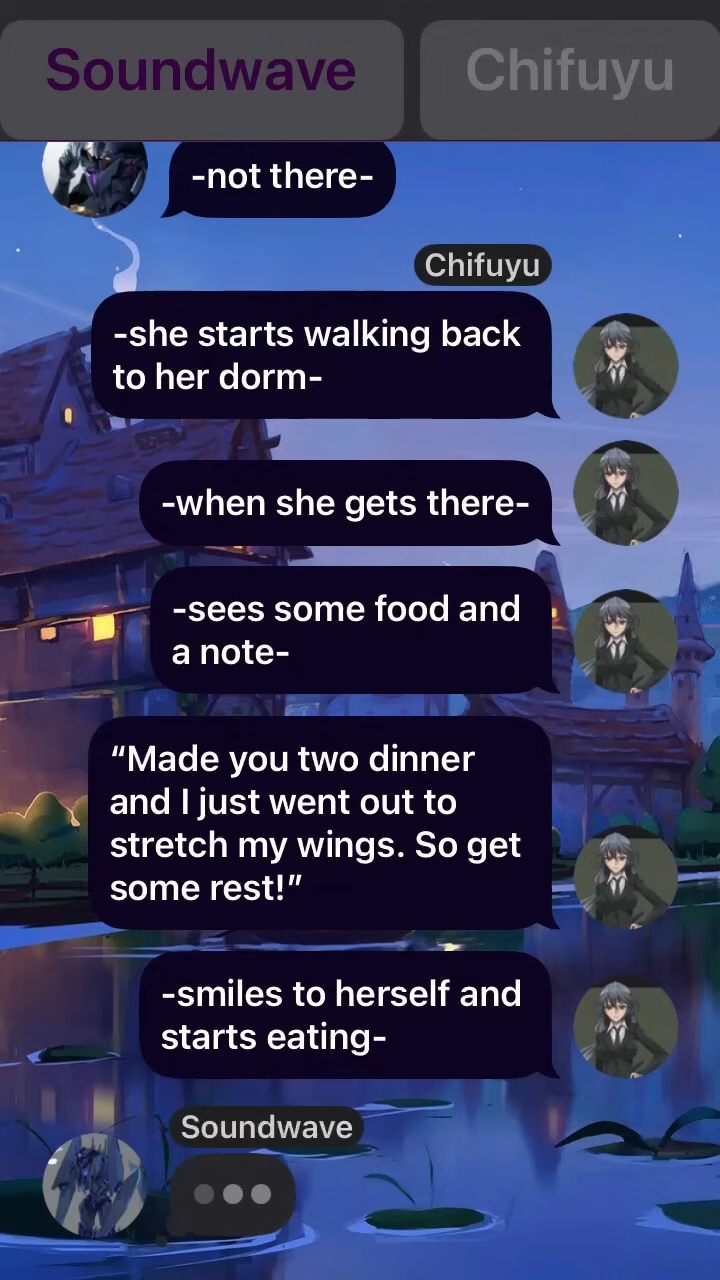 Soundwave
Chifuyu
-not there-
Chifuyu
-she starts walking back
to her dorm-
-when she gets there-
-sees some food and
a note-
“Made you two dinner
and I just went out to
stretch my wings. So get
some rest!”
-smiles to herself and
starts eating-
Soundwave